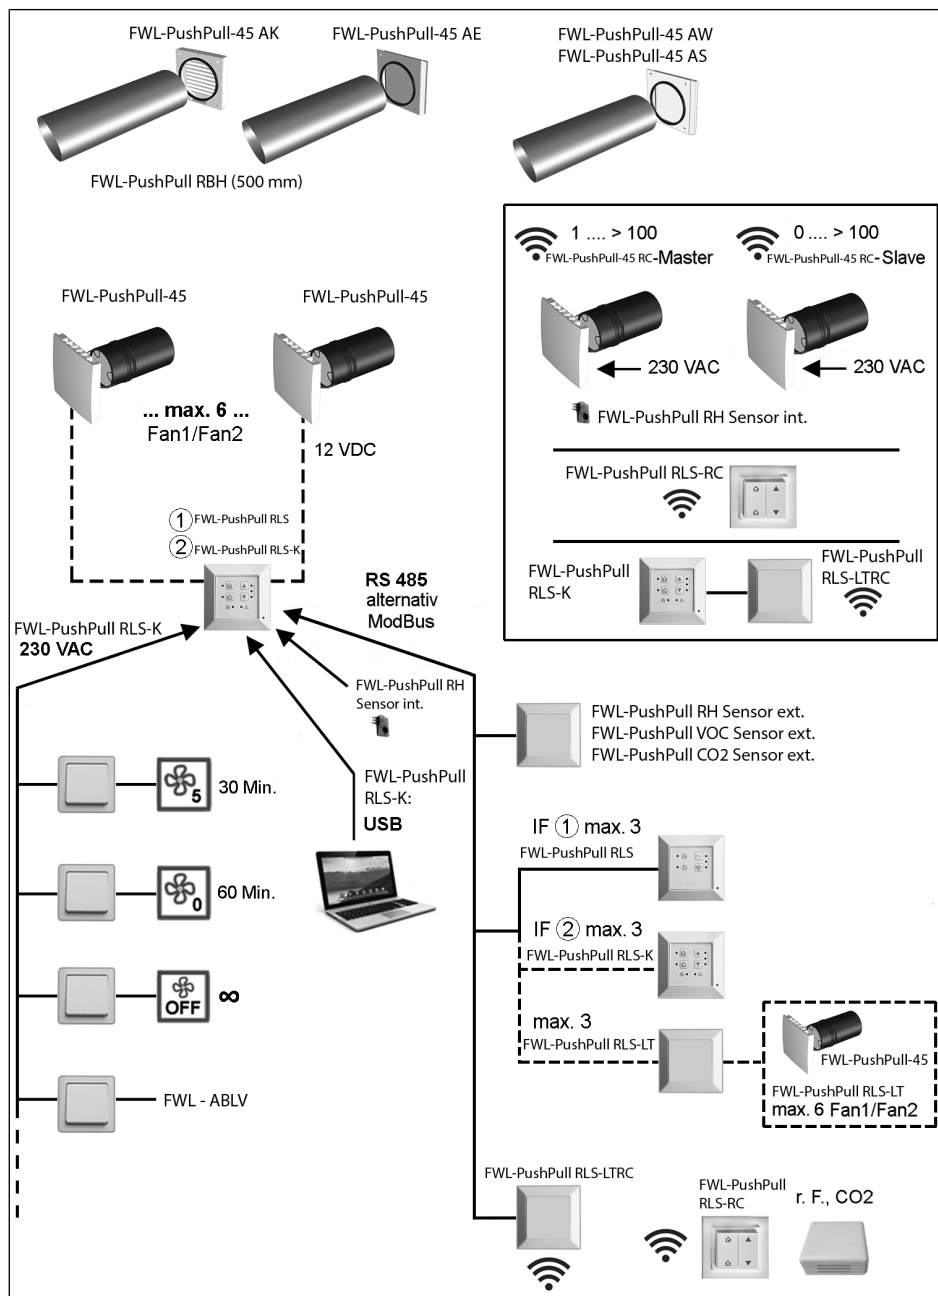 FWL-PushPull-45 AK
FWL-PushPull-45 AE
FWL-PushPull-45 AW
FWL-PushPull-45 AS
FWL-PushPull RBH (500 mm)
1 .... > 100
FWL-PushPull-45 RC-Master
0 .... > 100
FWL-PushPull-45 RC-Slave
FWL-PushPull-45
FWL-PushPull-45
230 VAC
230 VAC
... max. 6 ...
Fan1/Fan2
12 VDC
FWL-PushPull RH Sensor int.
FWL-PushPull RLS-RC
1 FWL-PushPull RLS
2 FWL-PushPull RLS-K
FWL-PushPull
RLS-K
FWL-PushPull
RLS-LTRC
RS 485
alternativ
ModBus
FWL-PushPull RLS-K
230 VAC
FWL-PushPull RH
Sensor int.
FWL-PushPull RH Sensor ext.
FWL-PushPull VOC Sensor ext.
FWL-PushPull CO2 Sensor ext.
FWL-PushPull
RLS-K:
USB
5
30 Min.
0
60 Min.
OFF
∞
FWL - ABLV
IF 1 max. 3
FWL-PushPull RLS
IF 2 max. 3
FWL-PushPull RLS-K
max. 3
FWL-PushPull RLS-LT
FWL-PushPull-45
FWL-PushPull RLS-LT
max. 6 Fan1/Fan2
FWL-PushPull RLS-LTRC
FWL-PushPull
RLS-RC
r. F., CO2